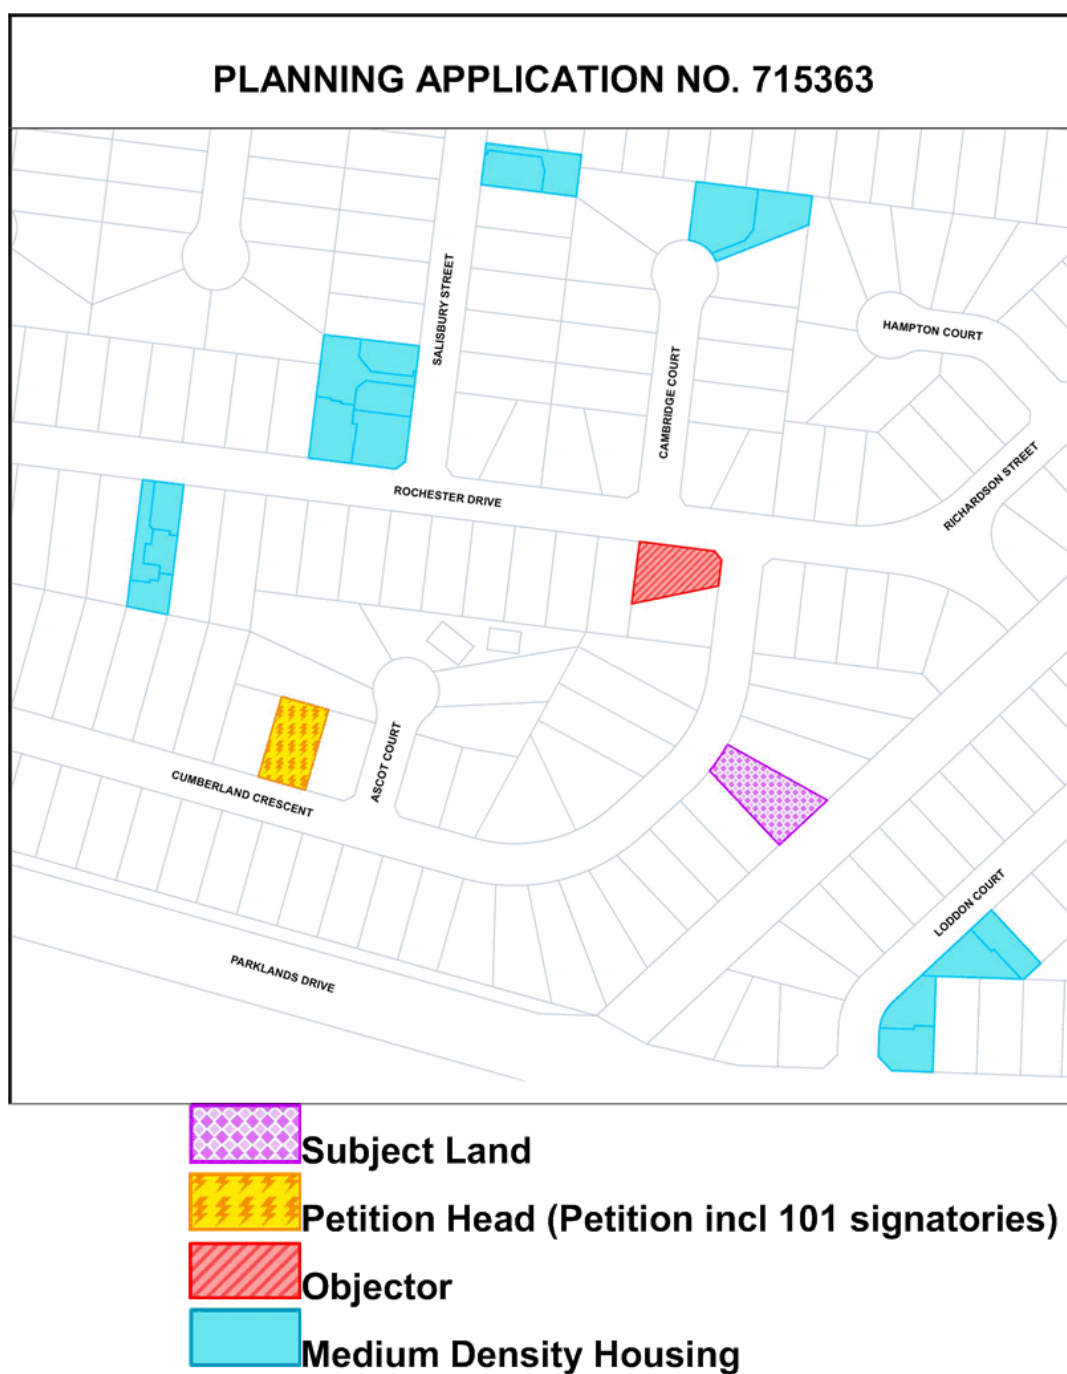 PLANNING APPLICATION NO. 715363
SALISBURY STREET
HAMPTON COURT
CAMBRIDGE COURT
RICHARDSON STREET
ROCHESTER DRIVE
ASCOT COURT
CUMBERLAND CRESCENT
LODDON COURT
PARKLANDS DRIVE
Subject Land
Petition Head (Petition incl 101 signatories)
Objector
Medium Density Housing